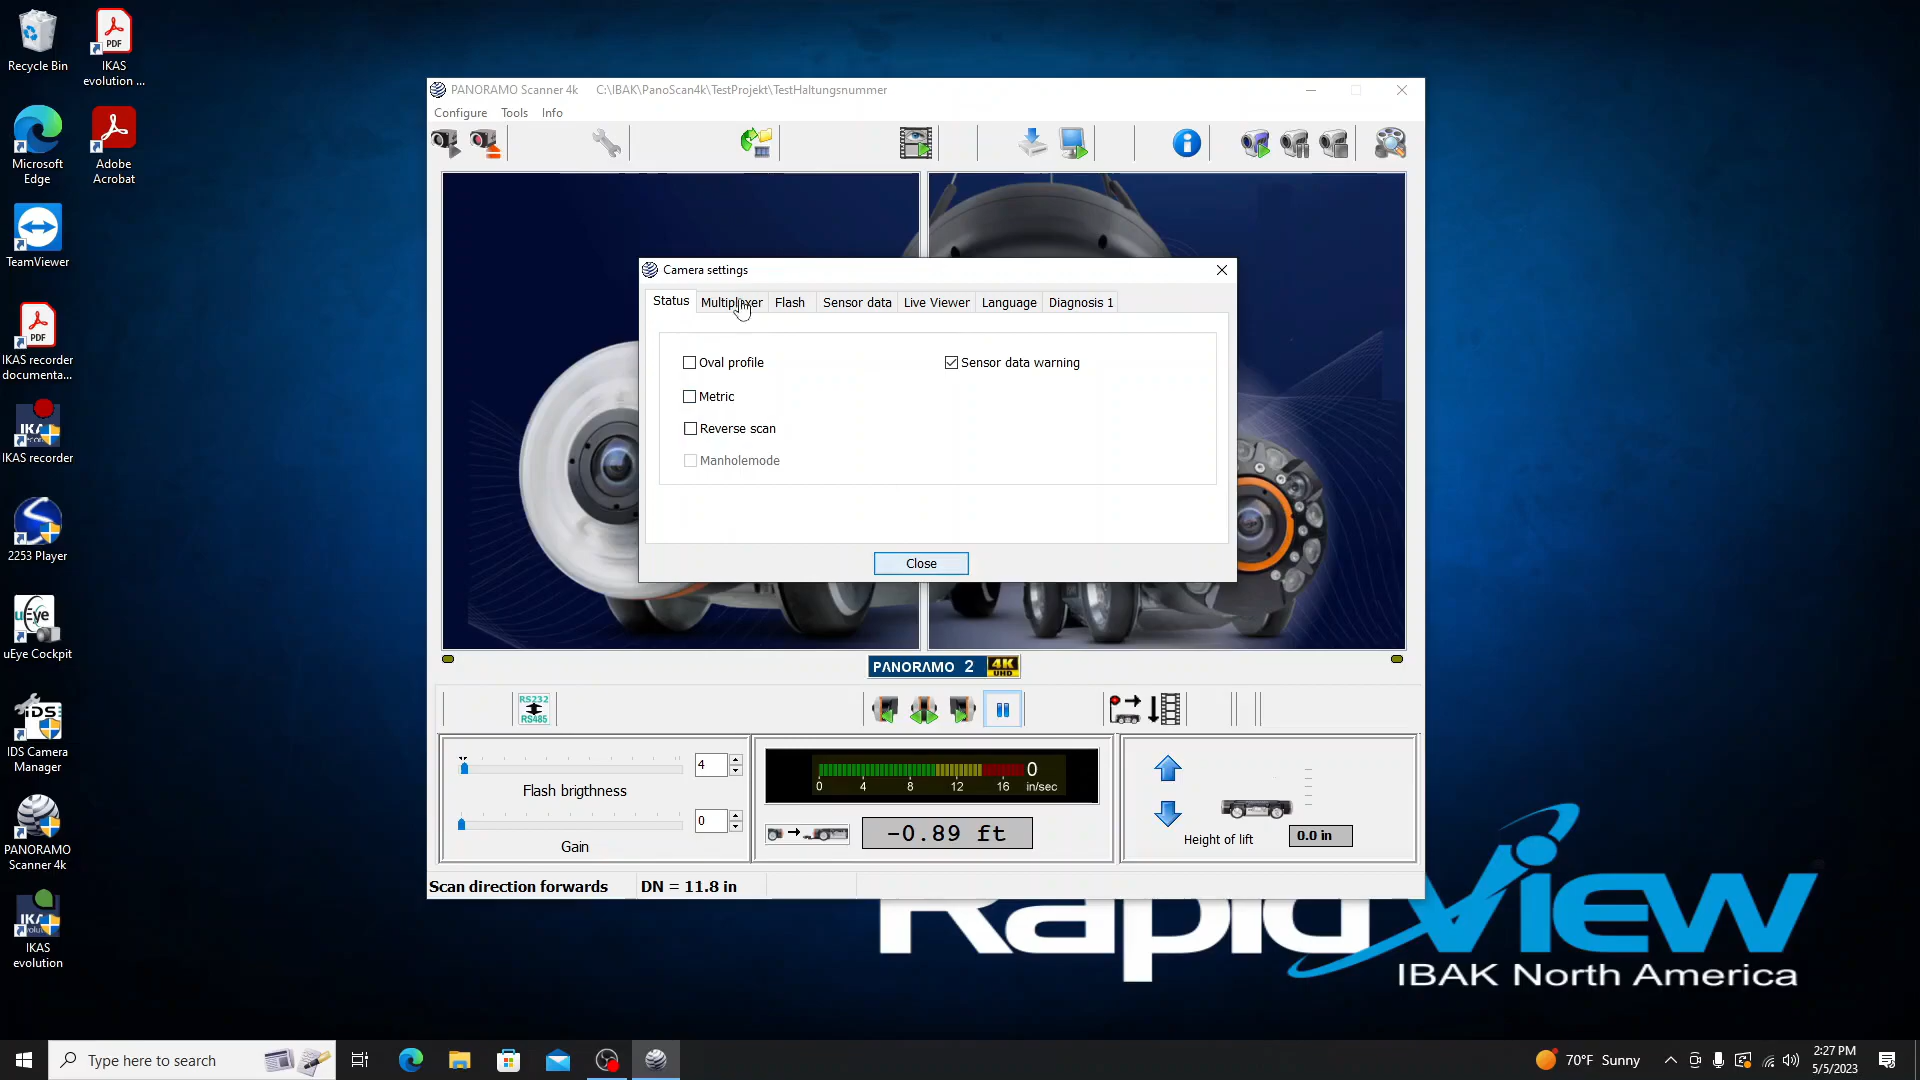 Recycle Bin
IKAS
evolution ...
Microsoft
Edge
Adobe
Acrobat
TeamViewer
IKAS recorder
documenta...
IKAS recorder
2253 Player
uEye
uEye Cockpit
iDS
IDS Camera
Manager
PANORAMO
Scanner 4k
IKAS
evolution
PANORAMO Scanner 4k C:\IBAK\PanoScan4k\TestProjekt\TestHaltungsnummer
Configure Tools Info
Camera settings
Status Multiplexer Flash Sensor data Live Viewer Language Diagnosis 1
Oval profile Sensor data warning
Metric
Reverse scan
Manholemode
Close
PANORAMO 2 4K UHD
RS232
RS485
4
Flash brigthness
0
Gain
0
0 4 8 12 16 in/sec
-0.89 ft
Height of lift 0.0 in
Scan direction forwards DN = 11.8 in
RapidView
IBAK North America
Type here to search
70°F Sunny
2:27 PM
5/5/2023